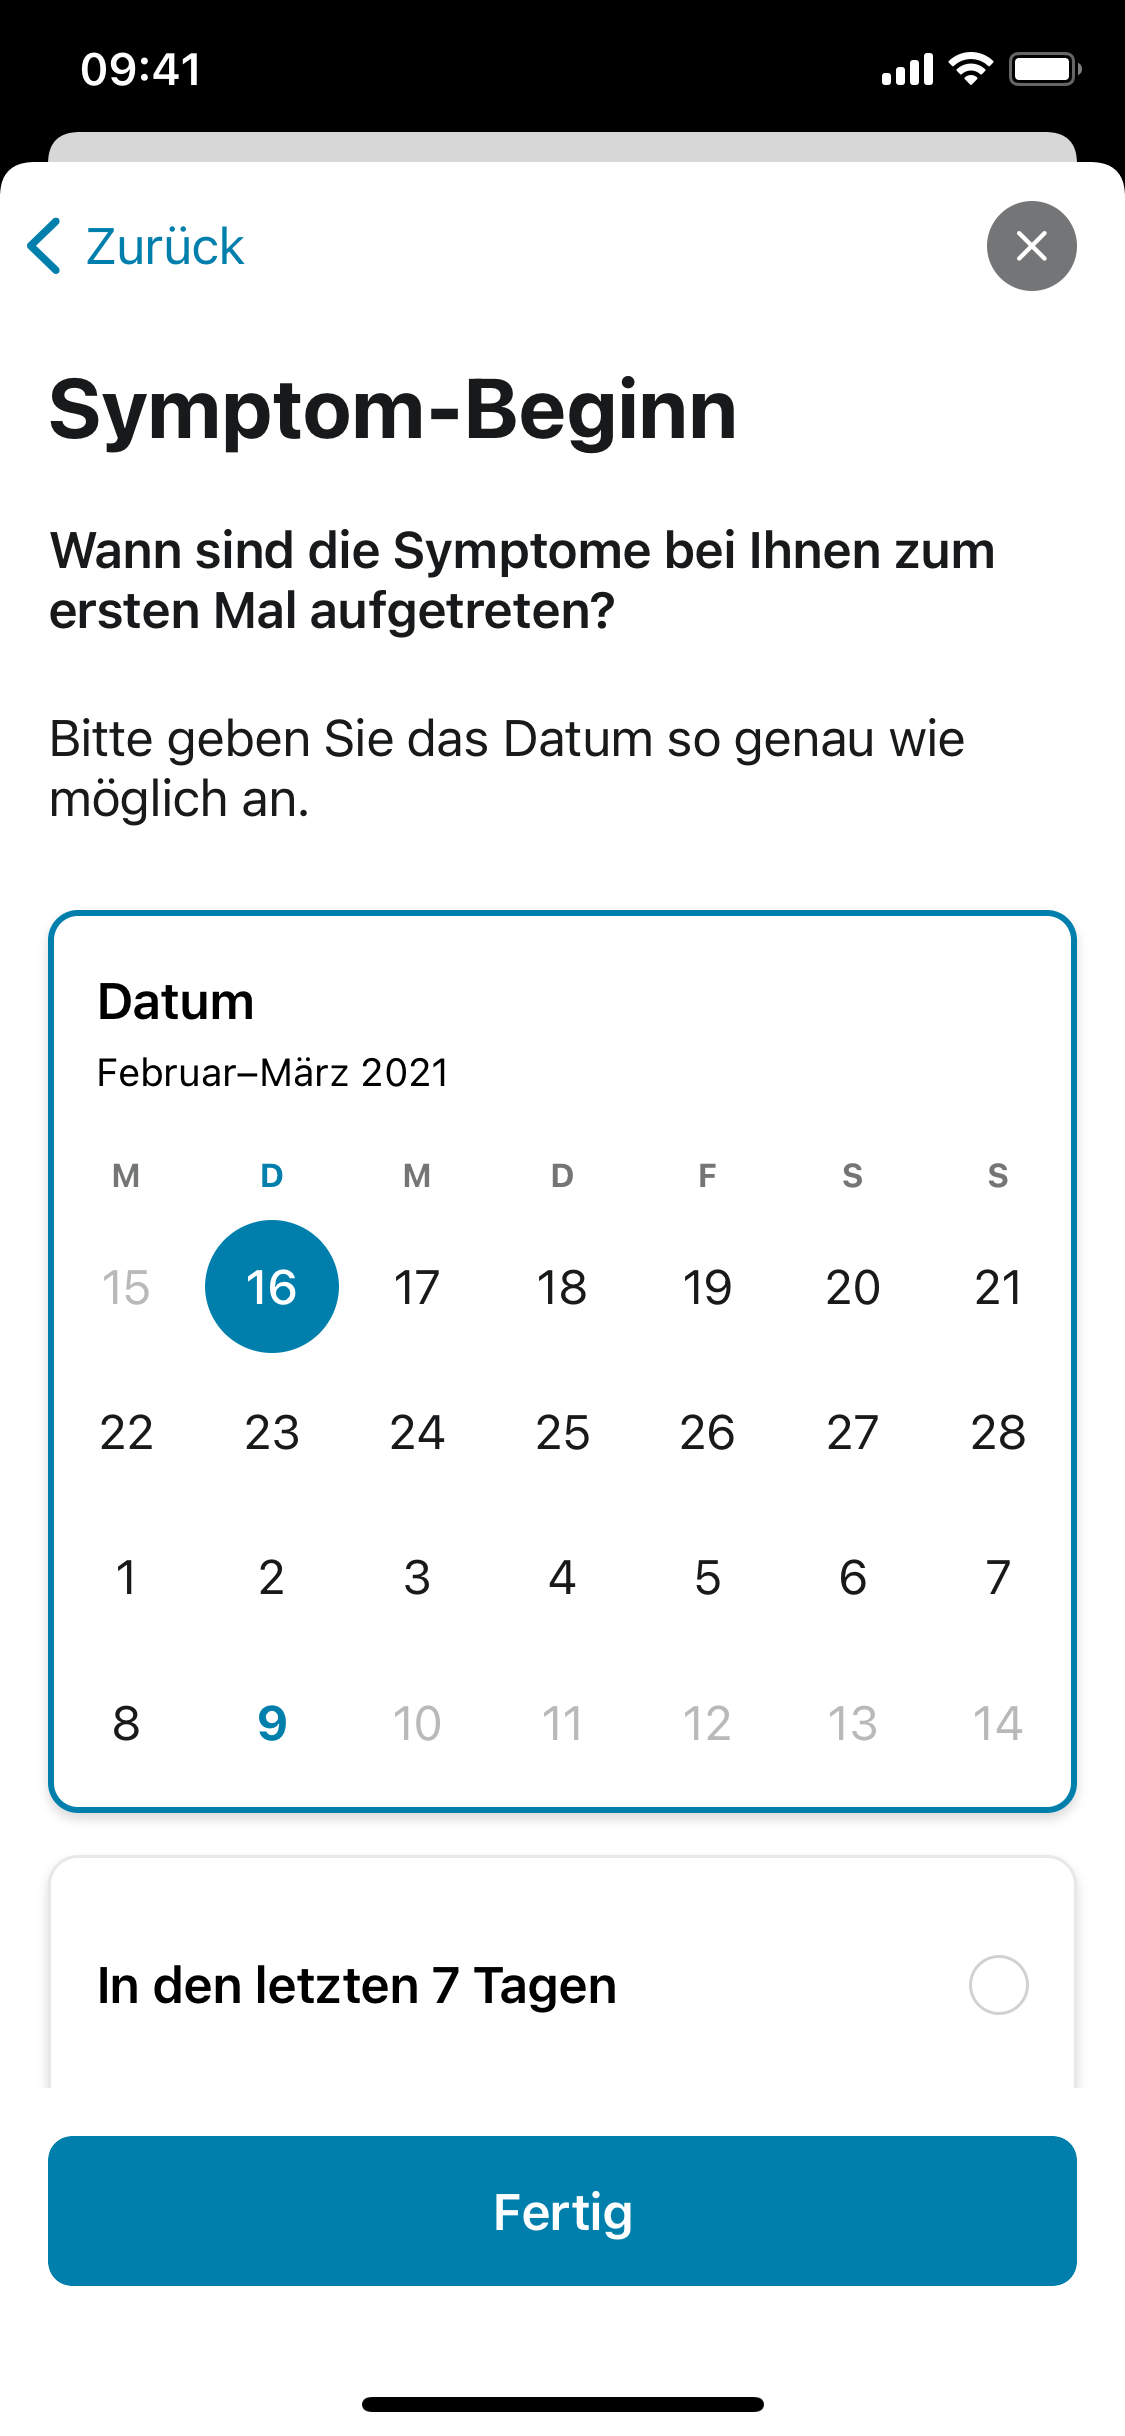 09:41
Zurück
Symptom-Beginn
Wann sind die Symptome bei Ihnen zum
ersten Mal aufgetreten?
Bitte geben Sie das Datum so genau wie
möglich an.
Datum
Februar–März 2021
M D M D F S S
15 16 17 18 19 20 21
22 23 24 25 26 27 28
1 2 3 4 5 6 7
8 9 10 11 12 13 14
In den letzten 7 Tagen
Fertig